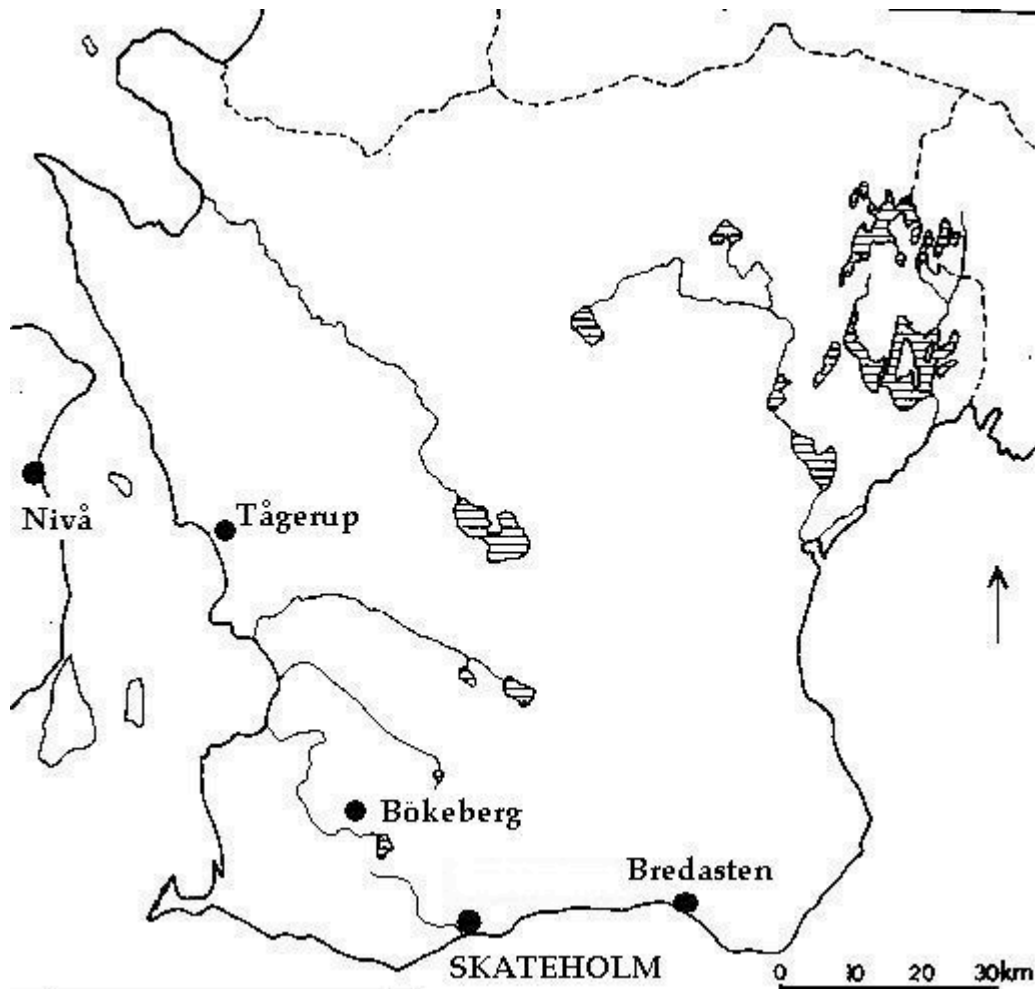 Nivå
Tågerup
Bökeberg
Bredasten
SKATEHOLM
0 10 20 30km